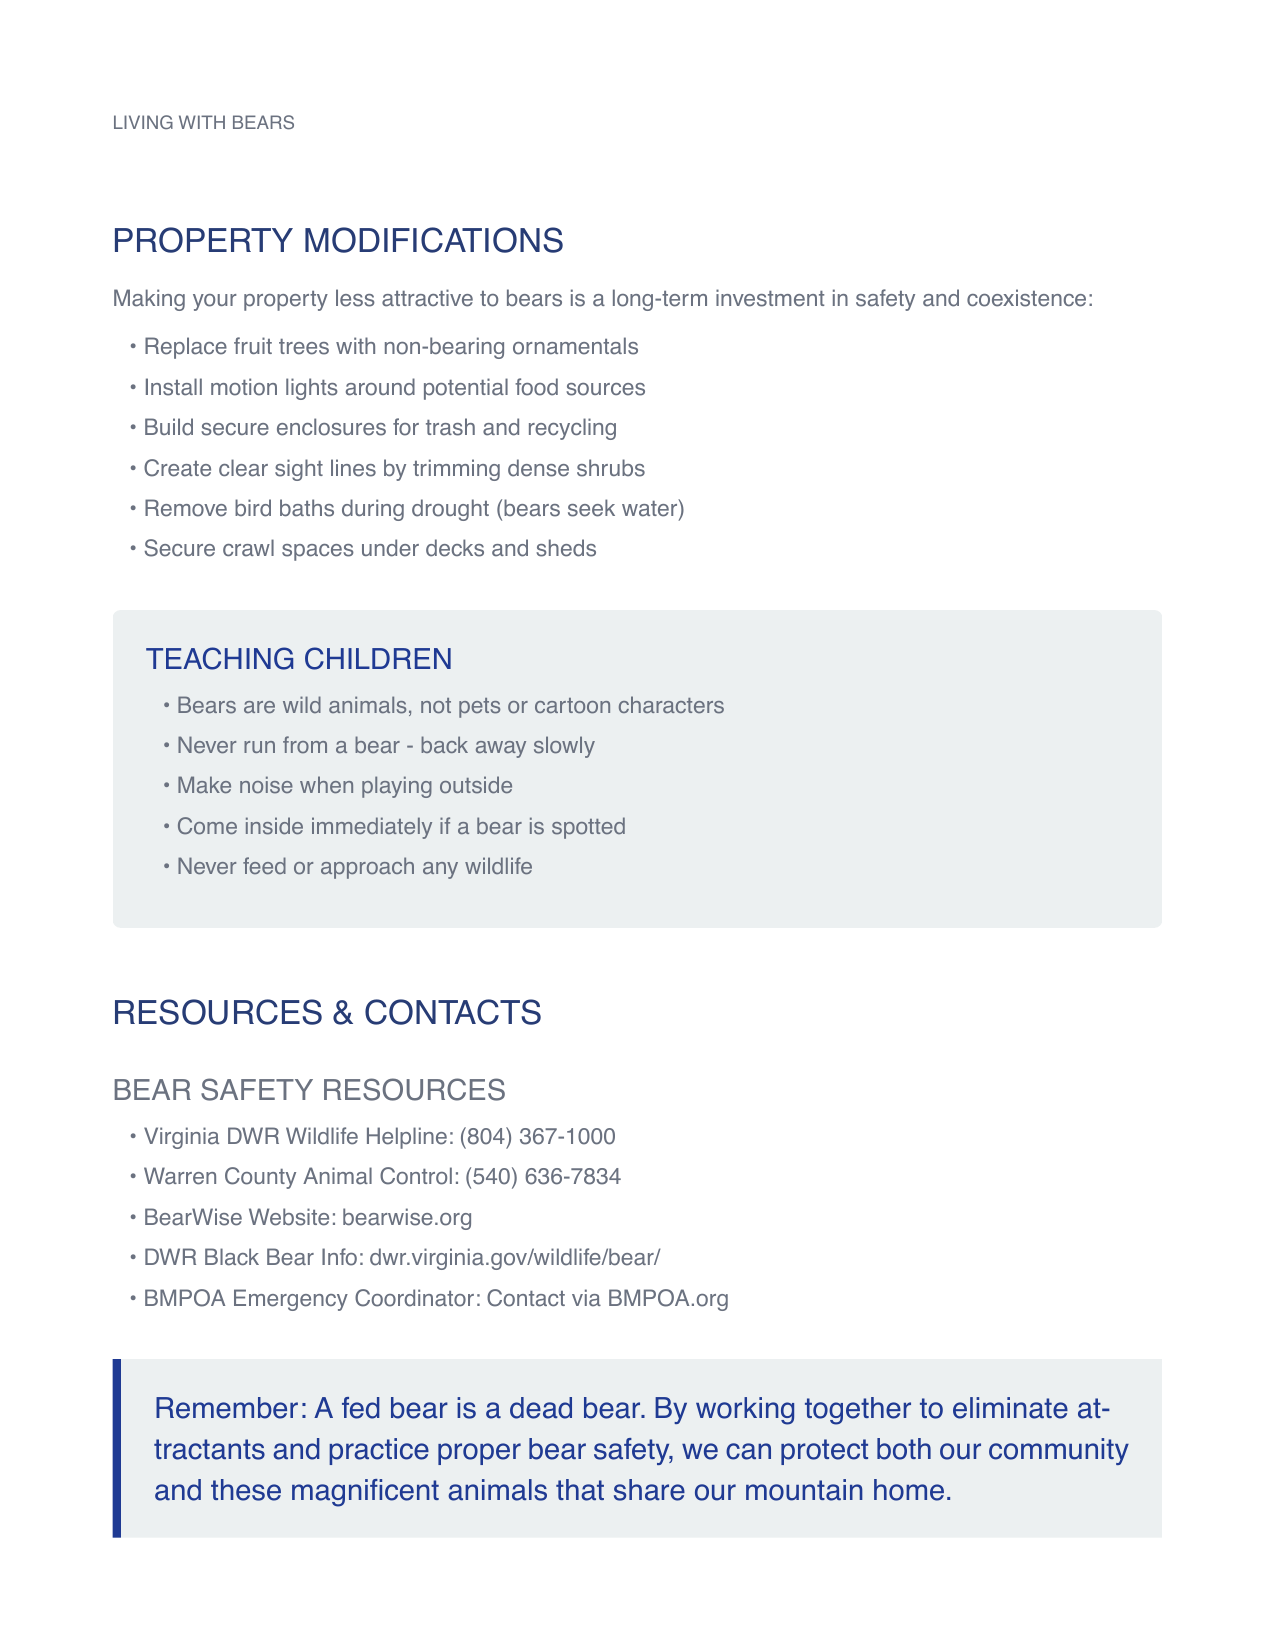 LIVING WITH BEARS
PROPERTY MODIFICATIONS
Making your property less attractive to bears is a long-term investment in safety and coexistence:
• Replace fruit trees with non-bearing ornamentals
• Install motion lights around potential food sources
• Build secure enclosures for trash and recycling
• Create clear sight lines by trimming dense shrubs
• Remove bird baths during drought (bears seek water)
• Secure crawl spaces under decks and sheds
TEACHING CHILDREN
• Bears are wild animals, not pets or cartoon characters
• Never run from a bear - back away slowly
• Make noise when playing outside
• Come inside immediately if a bear is spotted
• Never feed or approach any wildlife
RESOURCES & CONTACTS
BEAR SAFETY RESOURCES
• Virginia DWR Wildlife Helpline: (804) 367-1000
• Warren County Animal Control: (540) 636-7834
• BearWise Website: bearwise.org
• DWR Black Bear Info: dwr.virginia.gov/wildlife/bear/
• BMPOA Emergency Coordinator: Contact via BMPOA.org
Remember: A fed bear is a dead bear. By working together to eliminate at-
tractants and practice proper bear safety, we can protect both our community
and these magnificent animals that share our mountain home.